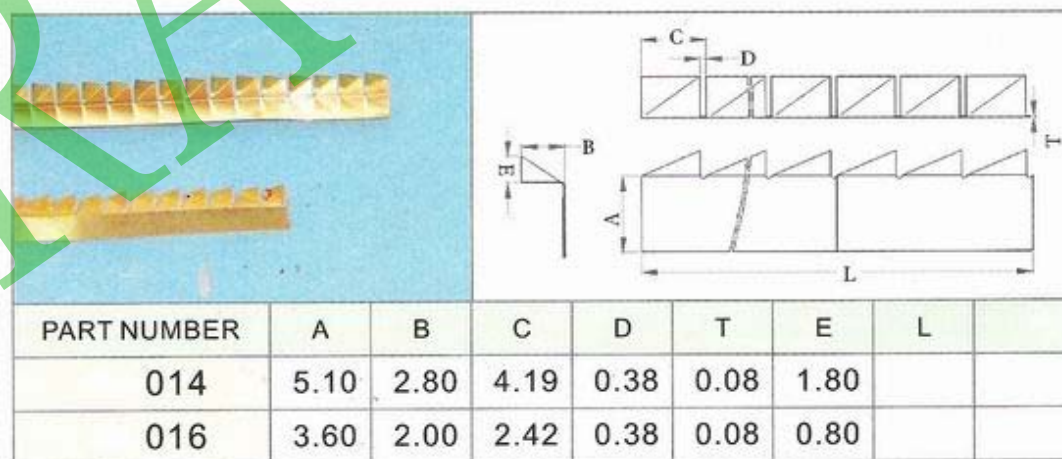 RA
C
D
T
B
E
A
L
PART NUMBER A B C D T E L
014 5.10 2.80 4.19 0.38 0.08 1.80
016 3.60 2.00 2.42 0.38 0.08 0.80